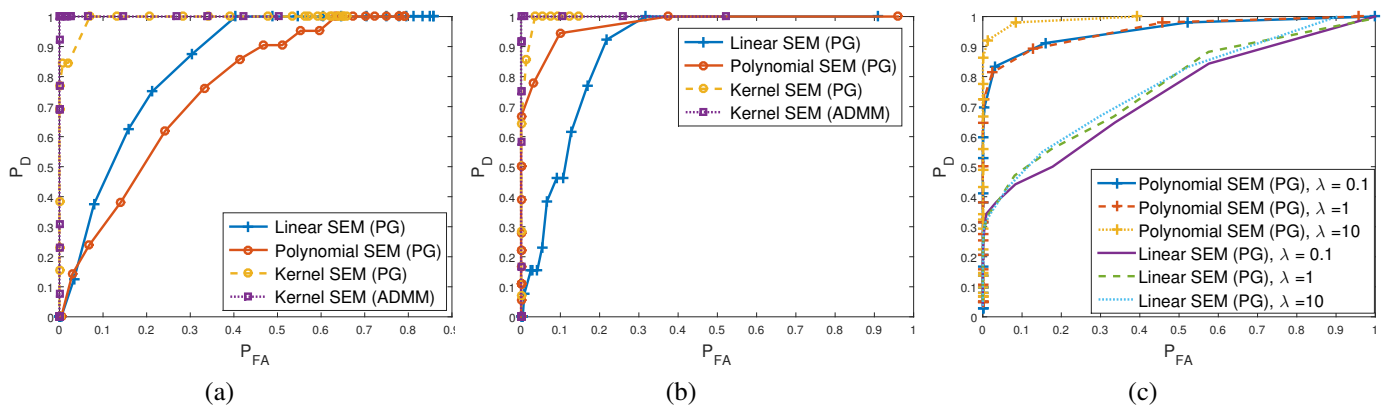 1
0.9
0.8
0.7
0.6
0.5
0.4
0.3
0.2
0.1
0
P_D
0 0.1 0.2 0.3 0.4 0.5 0.6 0.7 0.8 0.9
P_FA
Linear SEM (PG)
Polynomial SEM (PG)
Kernel SEM (PG)
Kernel SEM (ADMM)
(a)
1
0.9
0.8
0.7
0.6
0.5
0.4
0.3
0.2
0.1
0
P_D
Linear SEM (PG)
Polynomial SEM (PG)
Kernel SEM (PG)
Kernel SEM (ADMM)
0 0.1 0.2 0.3 0.4 0.5 0.6 0.7 0.8 0.9 1
P_FA
(b)
1
0.9
0.8
0.7
0.6
0.5
0.4
0.3
0.2
0.1
0
P_D
Polynomial SEM (PG), λ = 0.1
Polynomial SEM (PG), λ =1
Polynomial SEM (PG), λ =10
Linear SEM (PG), λ = 0.1
Linear SEM (PG), λ =1
Linear SEM (PG), λ =10
0 0.1 0.2 0.3 0.4 0.5 0.6 0.7 0.8 0.9 1
P_FA
(c)